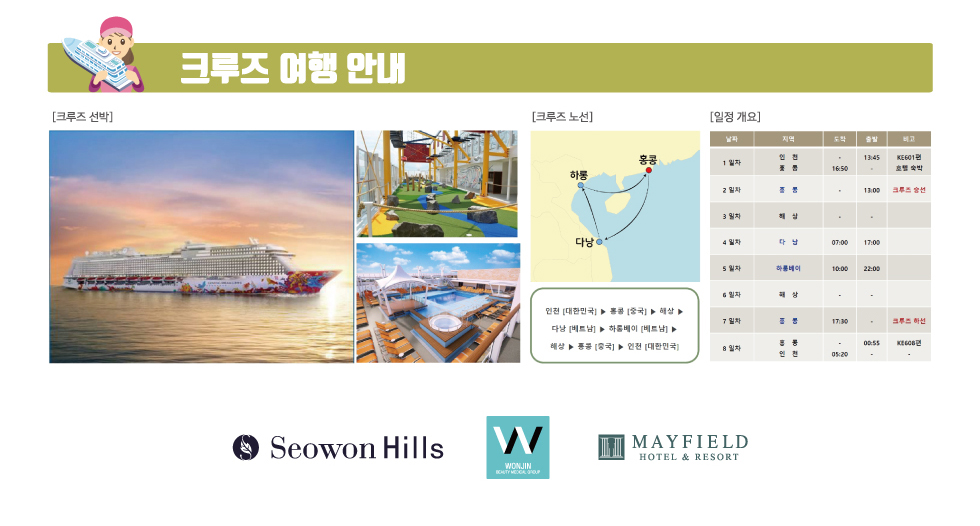 크루즈 여행 안내
[크루즈 선박]
[크루즈 노선]
홍콩
하롱
다낭
인천 [대한민국] ▶ 홍콩 [중국] ▶ 해상 ▶
다낭 [베트남] ▶ 하롱베이 [베트남] ▶
해상 ▶ 홍콩 [중국] ▶ 인천 [대한민국]
[일정 개요]
날짜 지역 도착 출발 비고
1 일차 인 천 - 13:45 KE601편
홍 콩 16:50 - 호텔 숙박
2 일차 홍 콩 - 13:00 크루즈 승선
3 일차 해 상 - -
4 일차 다 낭 07:00 17:00
5 일차 하롱베이 10:00 22:00
6 일차 해 상 - -
7 일차 홍 콩 17:30 - 크루즈 하선
8 일차 홍 콩 - 00:55 KE608편
인 천 05:20 - -
Seowon Hills
W
WONJIN
BEAUTY MEDICAL GROUP
MAYFIELD
HOTEL & RESORT